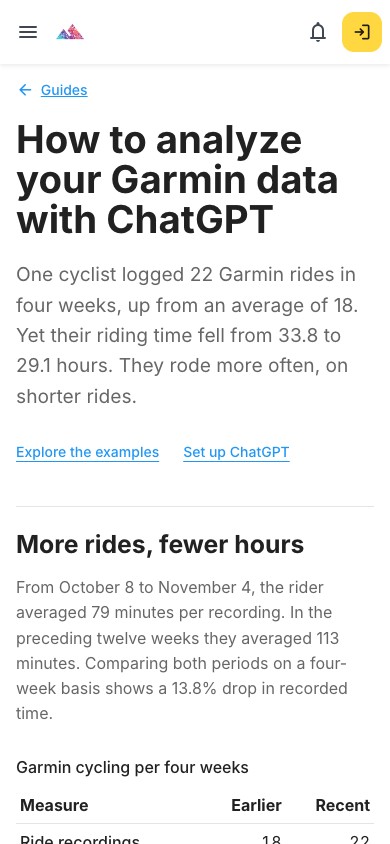 Guides
How to analyze
your Garmin data
with ChatGPT
One cyclist logged 22 Garmin rides in
four weeks, up from an average of 18.
Yet their riding time fell from 33.8 to
29.1 hours. They rode more often, on
shorter rides.
Explore the examples Set up ChatGPT
More rides, fewer hours
From October 8 to November 4, the rider
averaged 79 minutes per recording. In the
preceding twelve weeks they averaged 113
minutes. Comparing both periods on a four-
week basis shows a 13.8% drop in recorded
time.
Garmin cycling per four weeks
Measure Earlier Recent
Ride recordings 18 22